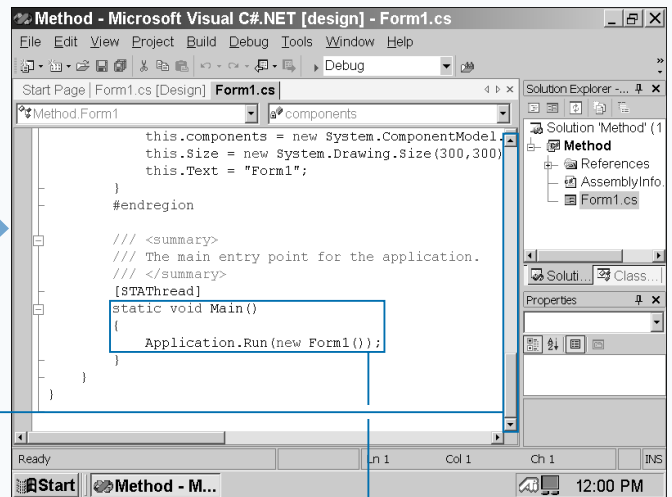 Method - Microsoft Visual C#.NET [design] - Form1.cs
File Edit View Project Build Debug Tools Window Help
Debug
Start Page Form1.cs [Design] Form1.cs
Method.Form1
components
this.components = new System.ComponentModel.
this.Size = new System.Drawing.Size(300,300)
this.Text = "Form1";
}
#endregion
/// <summary>
/// The main entry point for the application.
/// </summary>
[STAThread]
static void Main()
{
Application.Run(new Form1());
}
}
}
Solution Explorer -...
Solution 'Method' (1
Method
References
AssemblyInfo.
Form1.cs
Soluti... Class...
Properties
Ready Ln 1 Col 1 Ch 1 INS
Start Method - M... 12:00 PM